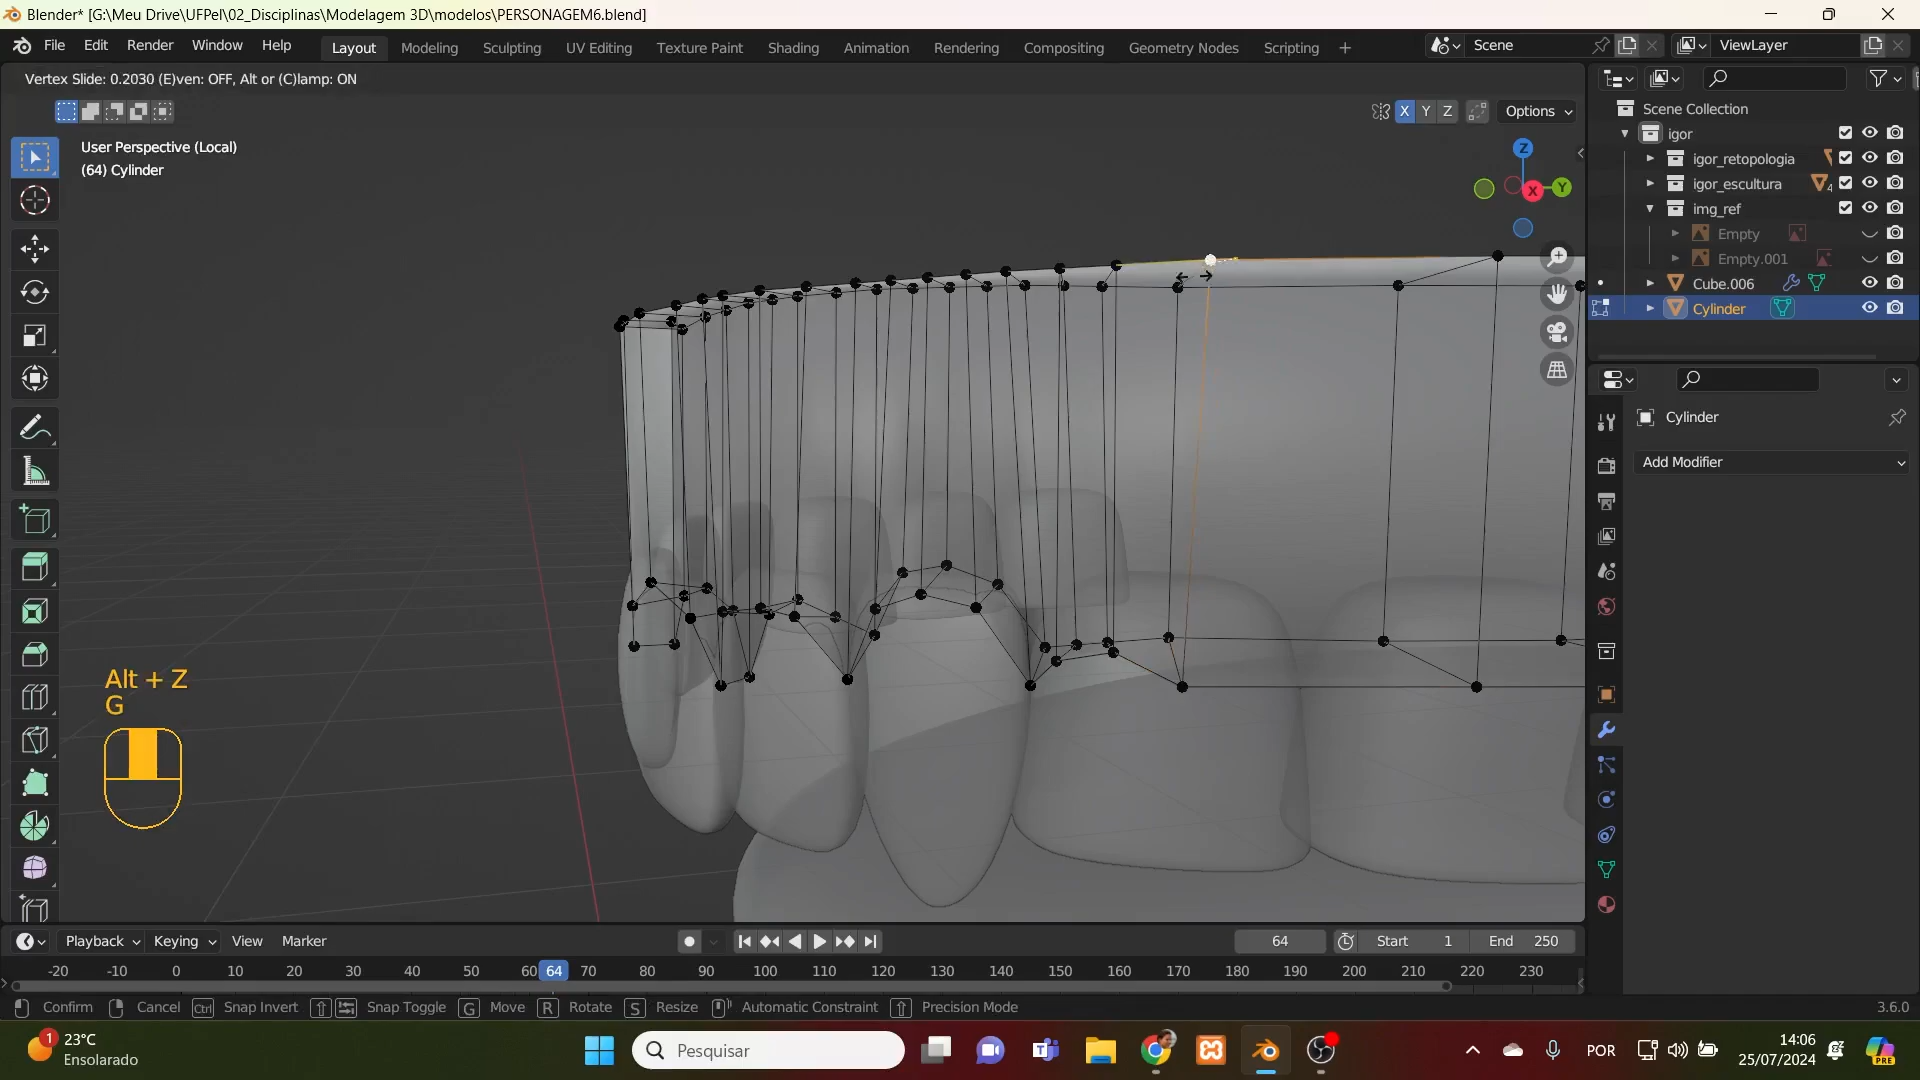 Blender* [G:\Meu Drive\UFPel\02_Disciplinas\Modelagem 3D\modelos\PERSONAGEM6.blend]
File Edit Render Window Help Layout Modeling Sculpting UV Editing Texture Paint Shading Animation Rendering Compositing Geometry Nodes Scripting + Scene ViewLayer
Vertex Slide: 0.2030 (E)ven: OFF, Alt or (C)lamp: ON
X Y Z Options
User Perspective (Local)
(64) Cylinder
Z
X Y
Scene Collection
igor
igor_retopologia
igor_escultura 4
img_ref
Empty
Empty.001
Cube.006
Cylinder
Cylinder
Add Modifier
Alt + Z
G
Playback Keying View Marker 64 Start 1 End 250
-20 -10 0 10 20 30 40 50 60 64 70 80 90 100 110 120 130 140 150 160 170 180 190 200 210 220 230
Confirm Cancel Ctrl Snap Invert Snap Toggle G Move R Rotate S Resize Automatic Constraint Precision Mode 3.6.0
1 23°C
Ensolarado
Pesquisar
POR
14:06
25/07/2024
PRE